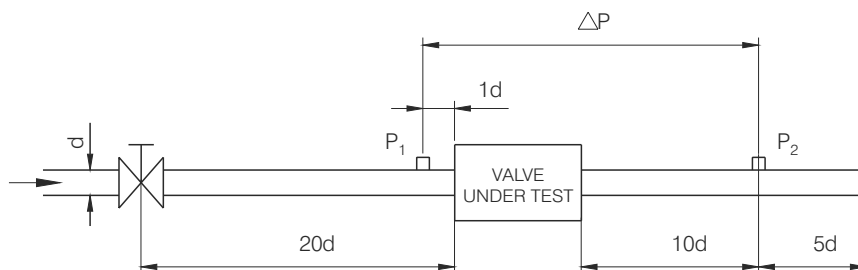 △P
1d
d
P₁
P₂
VALVE
UNDER TEST
20d
10d
5d